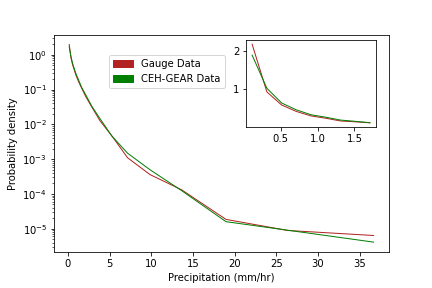 Gauge Data
CEH-GEAR Data
2
1
0.5 1.0 1.5
10⁰
10⁻¹
10⁻²
10⁻³
10⁻⁴
10⁻⁵
Probability density
0 5 10 15 20 25 30 35
Precipitation (mm/hr)